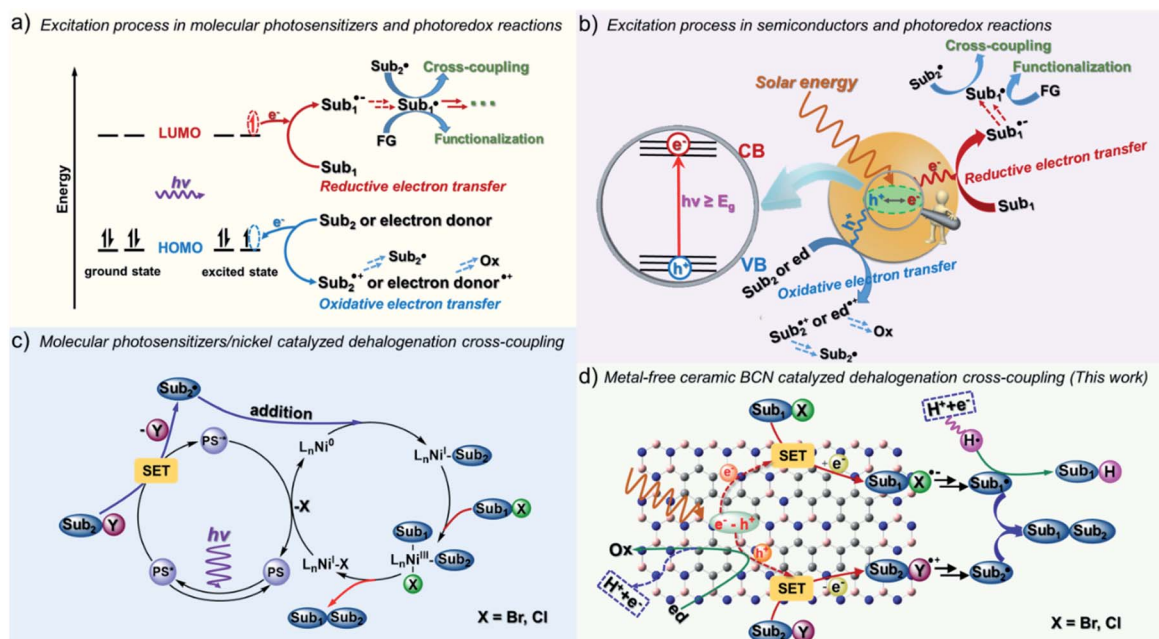 a) Excitation process in molecular photosensitizers and photoredox reactions
Energy
LUMO
hv
HOMO
ground state
excited state
e-
Sub1•-
Sub2•
Cross-coupling
Sub1•
FG
Functionalization
Sub1
Reductive electron transfer
e-
Sub2 or electron donor
Sub2•
Ox
Sub2•+ or electron donor•+
Oxidative electron transfer
b) Excitation process in semiconductors and photoredox reactions
Cross-coupling
Sub2•
Functionalization
Solar energy
Sub1•
FG
Sub1•-
e-
CB
e-
Reductive electron transfer
hv ≥ Eg
h+
e-
Sub1
h+
h+
VB
Sub2 or ed
Oxidative electron transfer
Sub2•+ or ed•+
Ox
Sub2•
c) Molecular photosensitizers/nickel catalyzed dehalogenation cross-coupling
Sub2•
addition
-Y
PS•-
LnNi0
SET
LnNiI-Sub2
-X
Sub2 Y
hv
Sub1 X
Sub1
PS*
PS
LnNiI-X
LnNiIII-Sub2
X
Sub1 Sub2
X = Br, Cl
d) Metal-free ceramic BCN catalyzed dehalogenation cross-coupling (This work)
Sub1 X
H++e-
H•
SET
+ e-
e-
Sub1 X •-
Sub1•
Sub1 H
e- - h+
Sub1 Sub2
Ox
h+
H++e-
ed
SET
- e-
Sub2 Y •+
Sub2•
Sub2 Y
X = Br, Cl